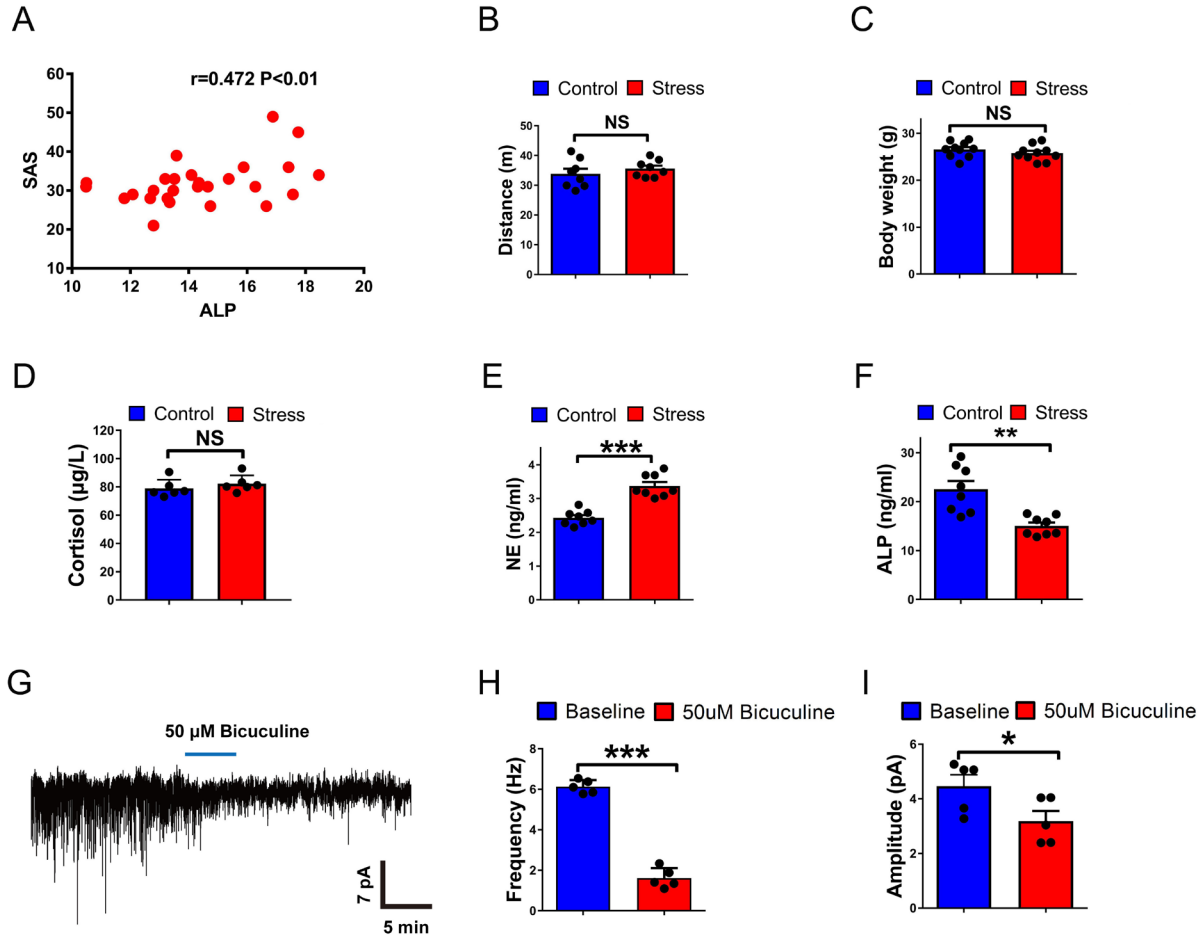 A
r=0.472 P<0.01
SAS
60
50
40
30
20
10
10 12 14 16 18 20
ALP
B
Control Stress
NS
Distance (m)
50
40
30
20
10
0
C
Control Stress
NS
Body weight (g)
30
20
10
0
D
Control Stress
NS
Cortisol (μg/L)
120
100
80
60
40
20
0
E
Control Stress
***
NE (ng/ml)
4
3
2
1
0
F
Control Stress
**
ALP (ng/ml)
30
20
10
0
G
50 μM Bicuculine
7 pA
5 min
H
Baseline 50uM Bicuculine
***
Frequency (Hz)
8
6
4
2
0
I
Baseline 50uM Bicuculine
*
Amplitude (pA)
6
4
2
0